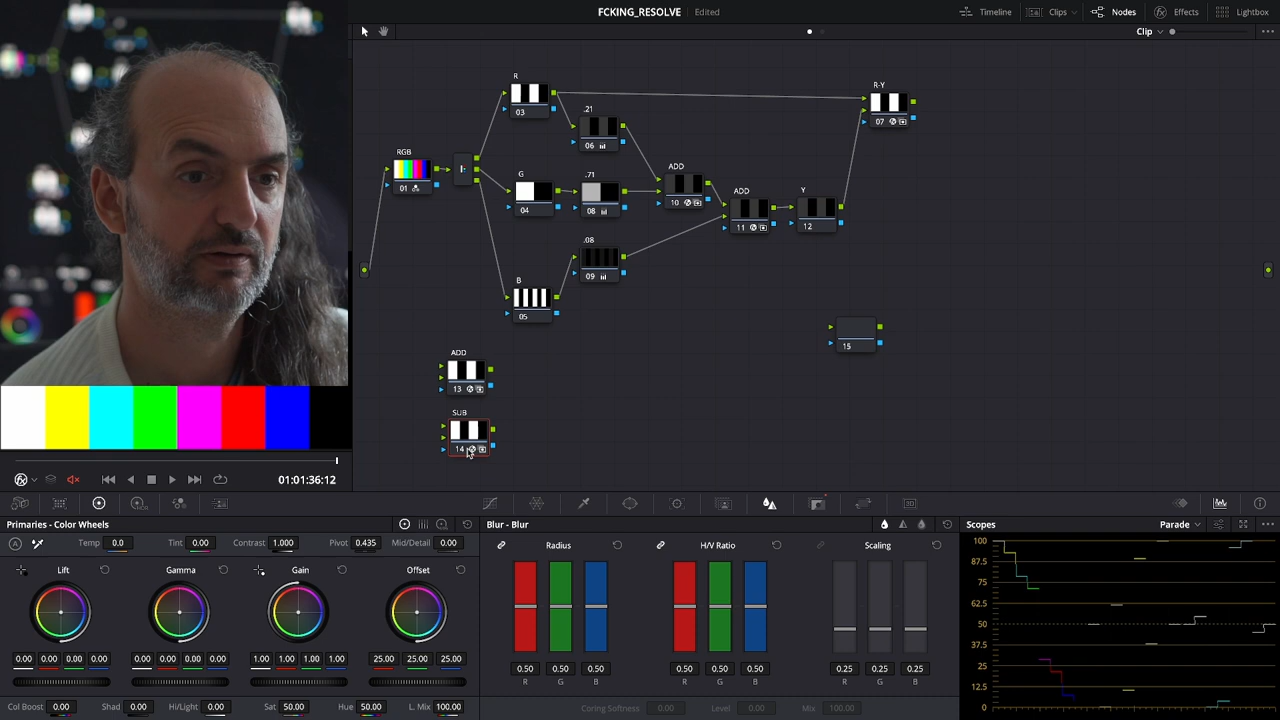 FCKING_RESOLVE Edited
Timeline Clips Nodes Effects Lightbox
Clip
R
03
.21
06
R-Y
07
RGB
01
G
04
.71
08
ADD
10
ADD
11
Y
12
.08
09
B
05
15
ADD
13
SUB
14
01:01:36:12
Primaries - Color Wheels
Temp 0.0 Tint 0.00 Contrast 1.000 Pivot 0.435 Mid/Detail 0.00
Lift Gamma Gain Offset
0.00 0.00 0.00 0.00 0.00 0.00 0.00 0.00 1.00 1.00 1.00 1.00 25.00 25.00 25.00
Col Boost 0.00 Shad 0.00 Hi/Light 0.00 Sat 50.00 Hue 50.00 L. Mix 100.00
Blur - Blur
Radius H/V Ratio Scaling
0.50 0.50 0.50 0.50 0.50 0.50 0.25 0.25 0.25
R G B R G B R G B
Coring Softness 0.00 Level 0.00 Mix 100.00
Scopes Parade
100
87.5
75
62.5
50
37.5
25
12.5
0